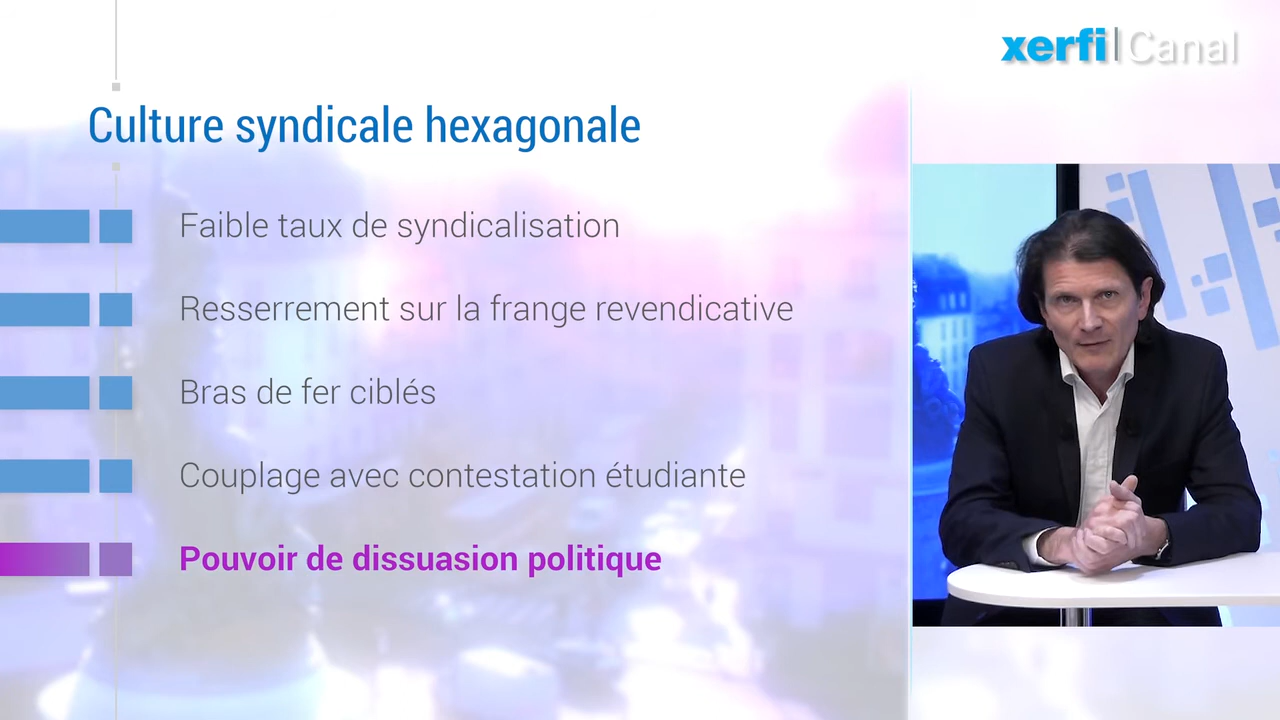 xerfi|Canal
Culture syndicale hexagonale
Faible taux de syndicalisation
Resserrement sur la frange revendicative
Bras de fer ciblés
Couplage avec contestation étudiante
Pouvoir de dissuasion politique